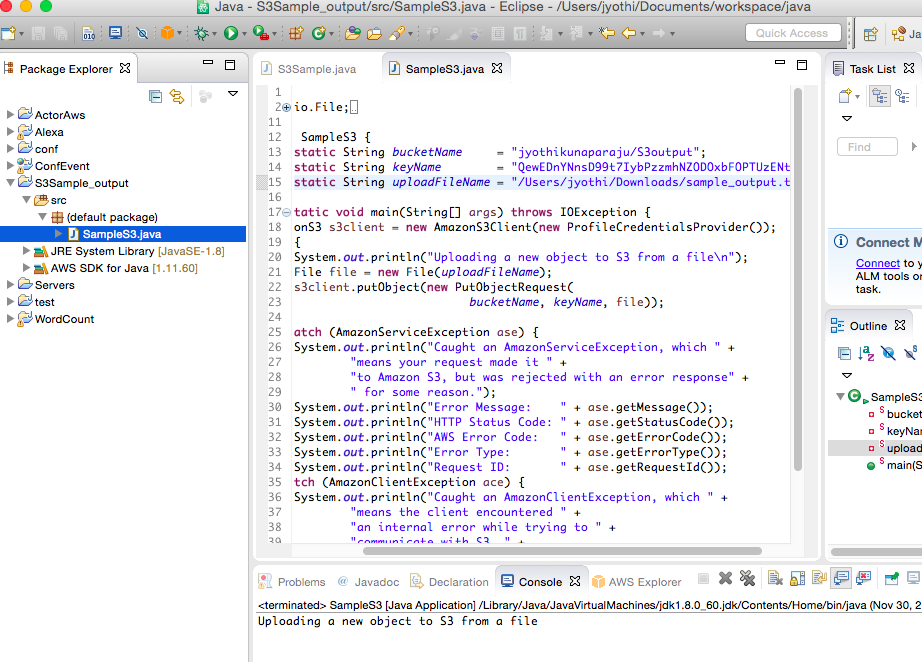 Java - S3Sample_output/src/SampleS3.java - Eclipse - /Users/jyothi/Documents/workspace/java
Quick Access
Ja
Package Explorer
ActorAws
Alexa
conf
ConfEvent
S3Sample_output
src
(default package)
SampleS3.java
JRE System Library [JavaSE-1.8]
AWS SDK for Java [1.11.60]
Servers
test
WordCount
S3Sample.java
SampleS3.java
1
2 io.File;
11
12 SampleS3 {
13 static String bucketName = "jyothikunaparaju/S3output";
14 static String keyName = "QewEDnYNnsD99t7IybPzzmhNZODOxbFOPTUzENt
15 static String uploadFileName = "/Users/jyothi/Downloads/sample_output.t
16
17 tatic void main(String[] args) throws IOException {
18 onS3 s3client = new AmazonS3Client(new ProfileCredentialsProvider());
19 {
20 System.out.println("Uploading a new object to S3 from a file\n");
21 File file = new File(uploadFileName);
22 s3client.putObject(new PutObjectRequest(
23 bucketName, keyName, file));
24
25 atch (AmazonServiceException ase) {
26 System.out.println("Caught an AmazonServiceException, which " +
27 "means your request made it " +
28 "to Amazon S3, but was rejected with an error response" +
29 " for some reason.");
30 System.out.println("Error Message: " + ase.getMessage());
31 System.out.println("HTTP Status Code: " + ase.getStatusCode());
32 System.out.println("AWS Error Code: " + ase.getErrorCode());
33 System.out.println("Error Type: " + ase.getErrorType());
34 System.out.println("Request ID: " + ase.getRequestId());
35 tch (AmazonClientException ace) {
36 System.out.println("Caught an AmazonClientException, which " +
37 "means the client encountered " +
38 "an internal error while trying to " +
39 "communicate with S3, " +
Task List
Find
Connect M
Connect to y
ALM tools or
task.
Outline
SampleS3
bucket
keyNam
upload
main(S
Problems
Javadoc
Declaration
Console
AWS Explorer
<terminated> SampleS3 [Java Application] /Library/Java/JavaVirtualMachines/jdk1.8.0_60.jdk/Contents/Home/bin/java (Nov 30, 2
Uploading a new object to S3 from a file